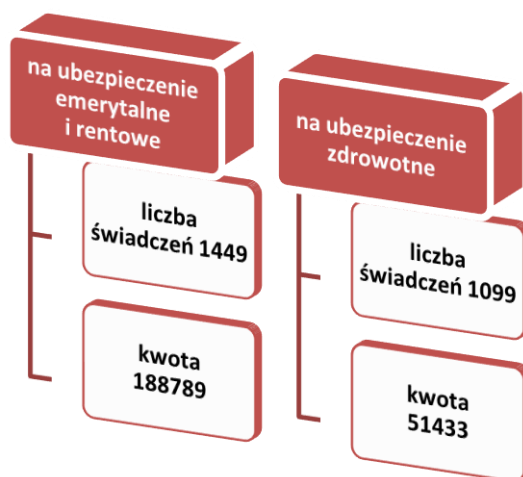 na ubezpieczenie
emerytalne
i rentowe
liczba
świadczeń 1449
kwota
188789
na ubezpieczenie
zdrowotne
liczba
świadczeń 1099
kwota
51433